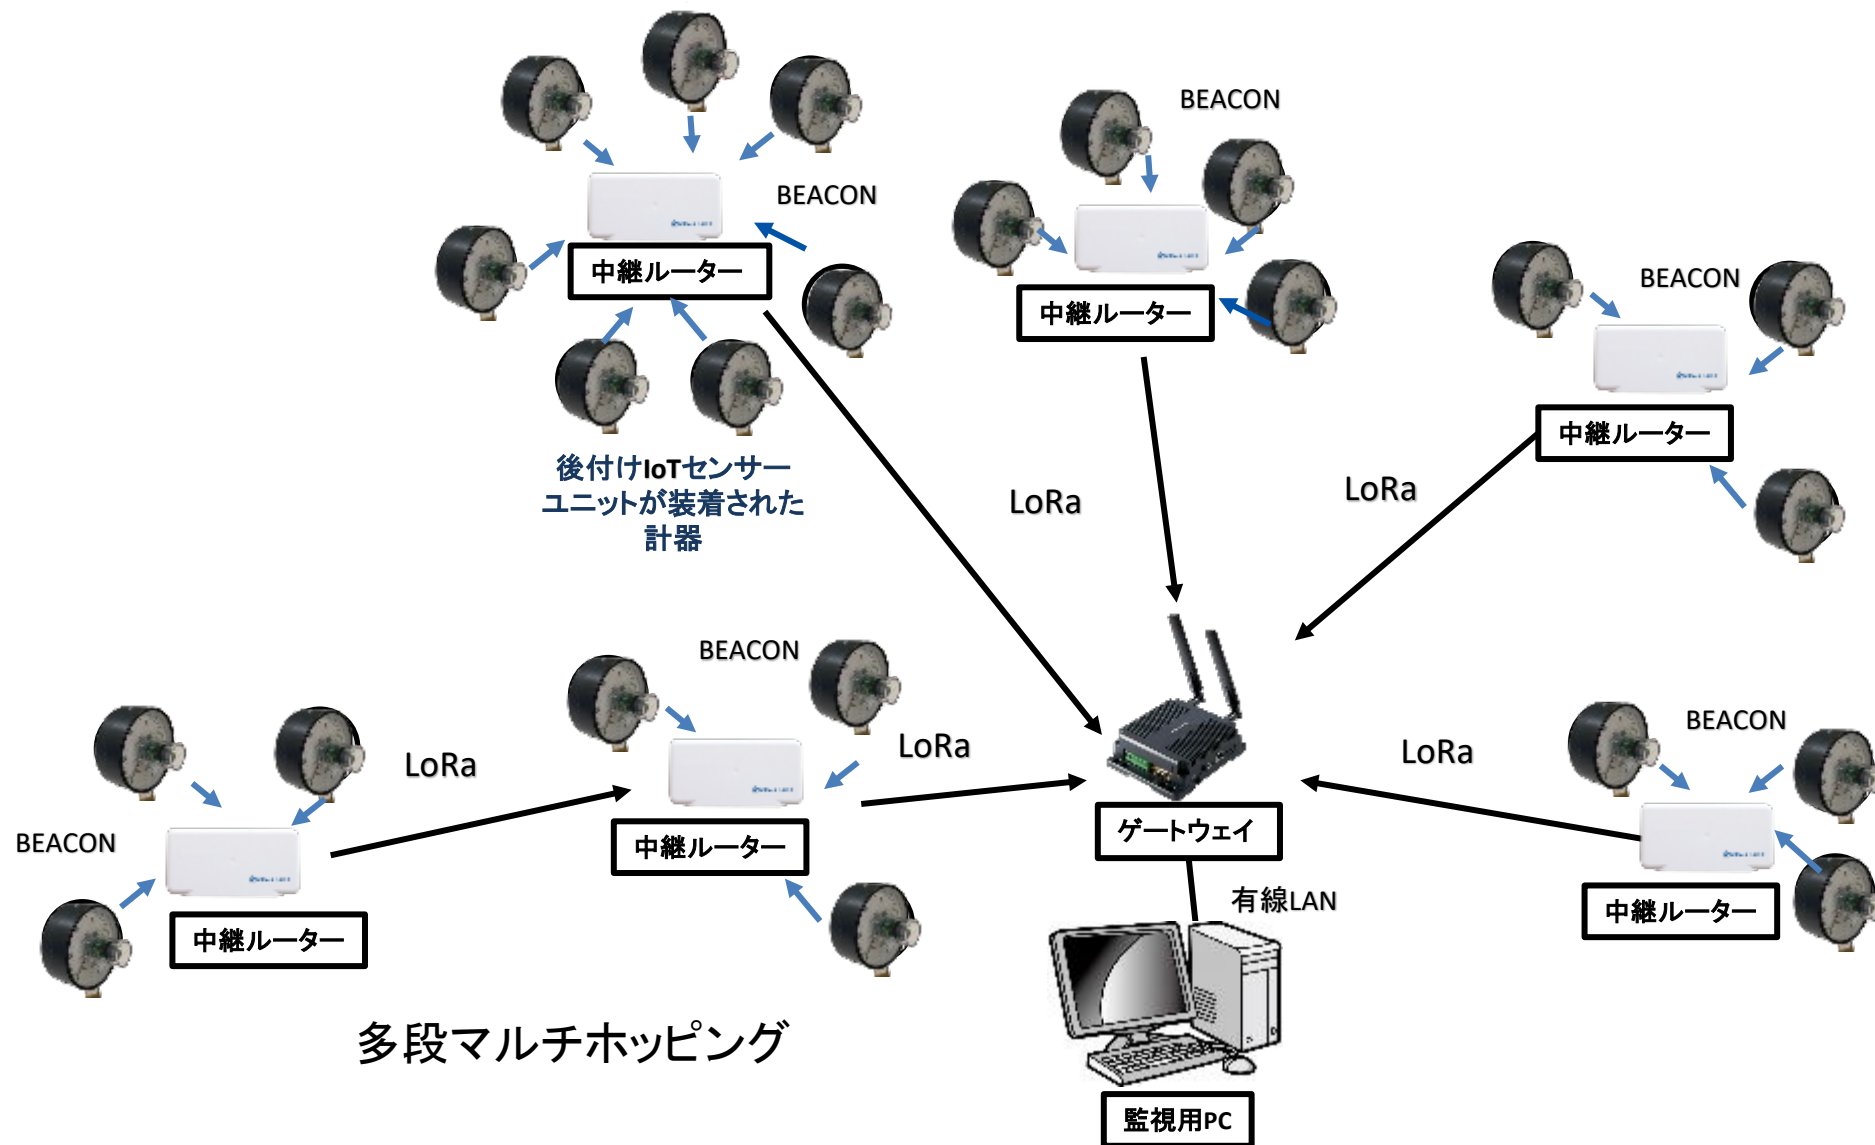 BEACON
BEACON
中継ルーター
BEACON
中継ルーター
中継ルーター
後付けIoTセンサー
ユニットが装着された
計器
LoRa
LoRa
BEACON
BEACON
LoRa
LoRa
LoRa
BEACON
ゲートウェイ
中継ルーター
有線LAN
中継ルーター
中継ルーター
多段マルチホッピング
監視用PC